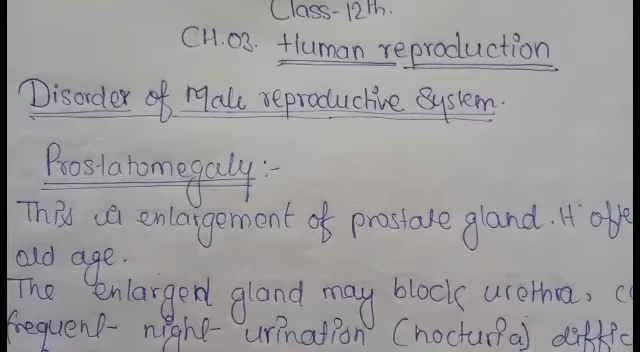 Class-12th.
CH.03. Human reproduction
Disorder of Male reproductive System.
Prostatomegaly:-
This is enlargement of prostate gland. It
old age.
The enlarged gland may block urethra,
frequent- night- urination (nocturia)